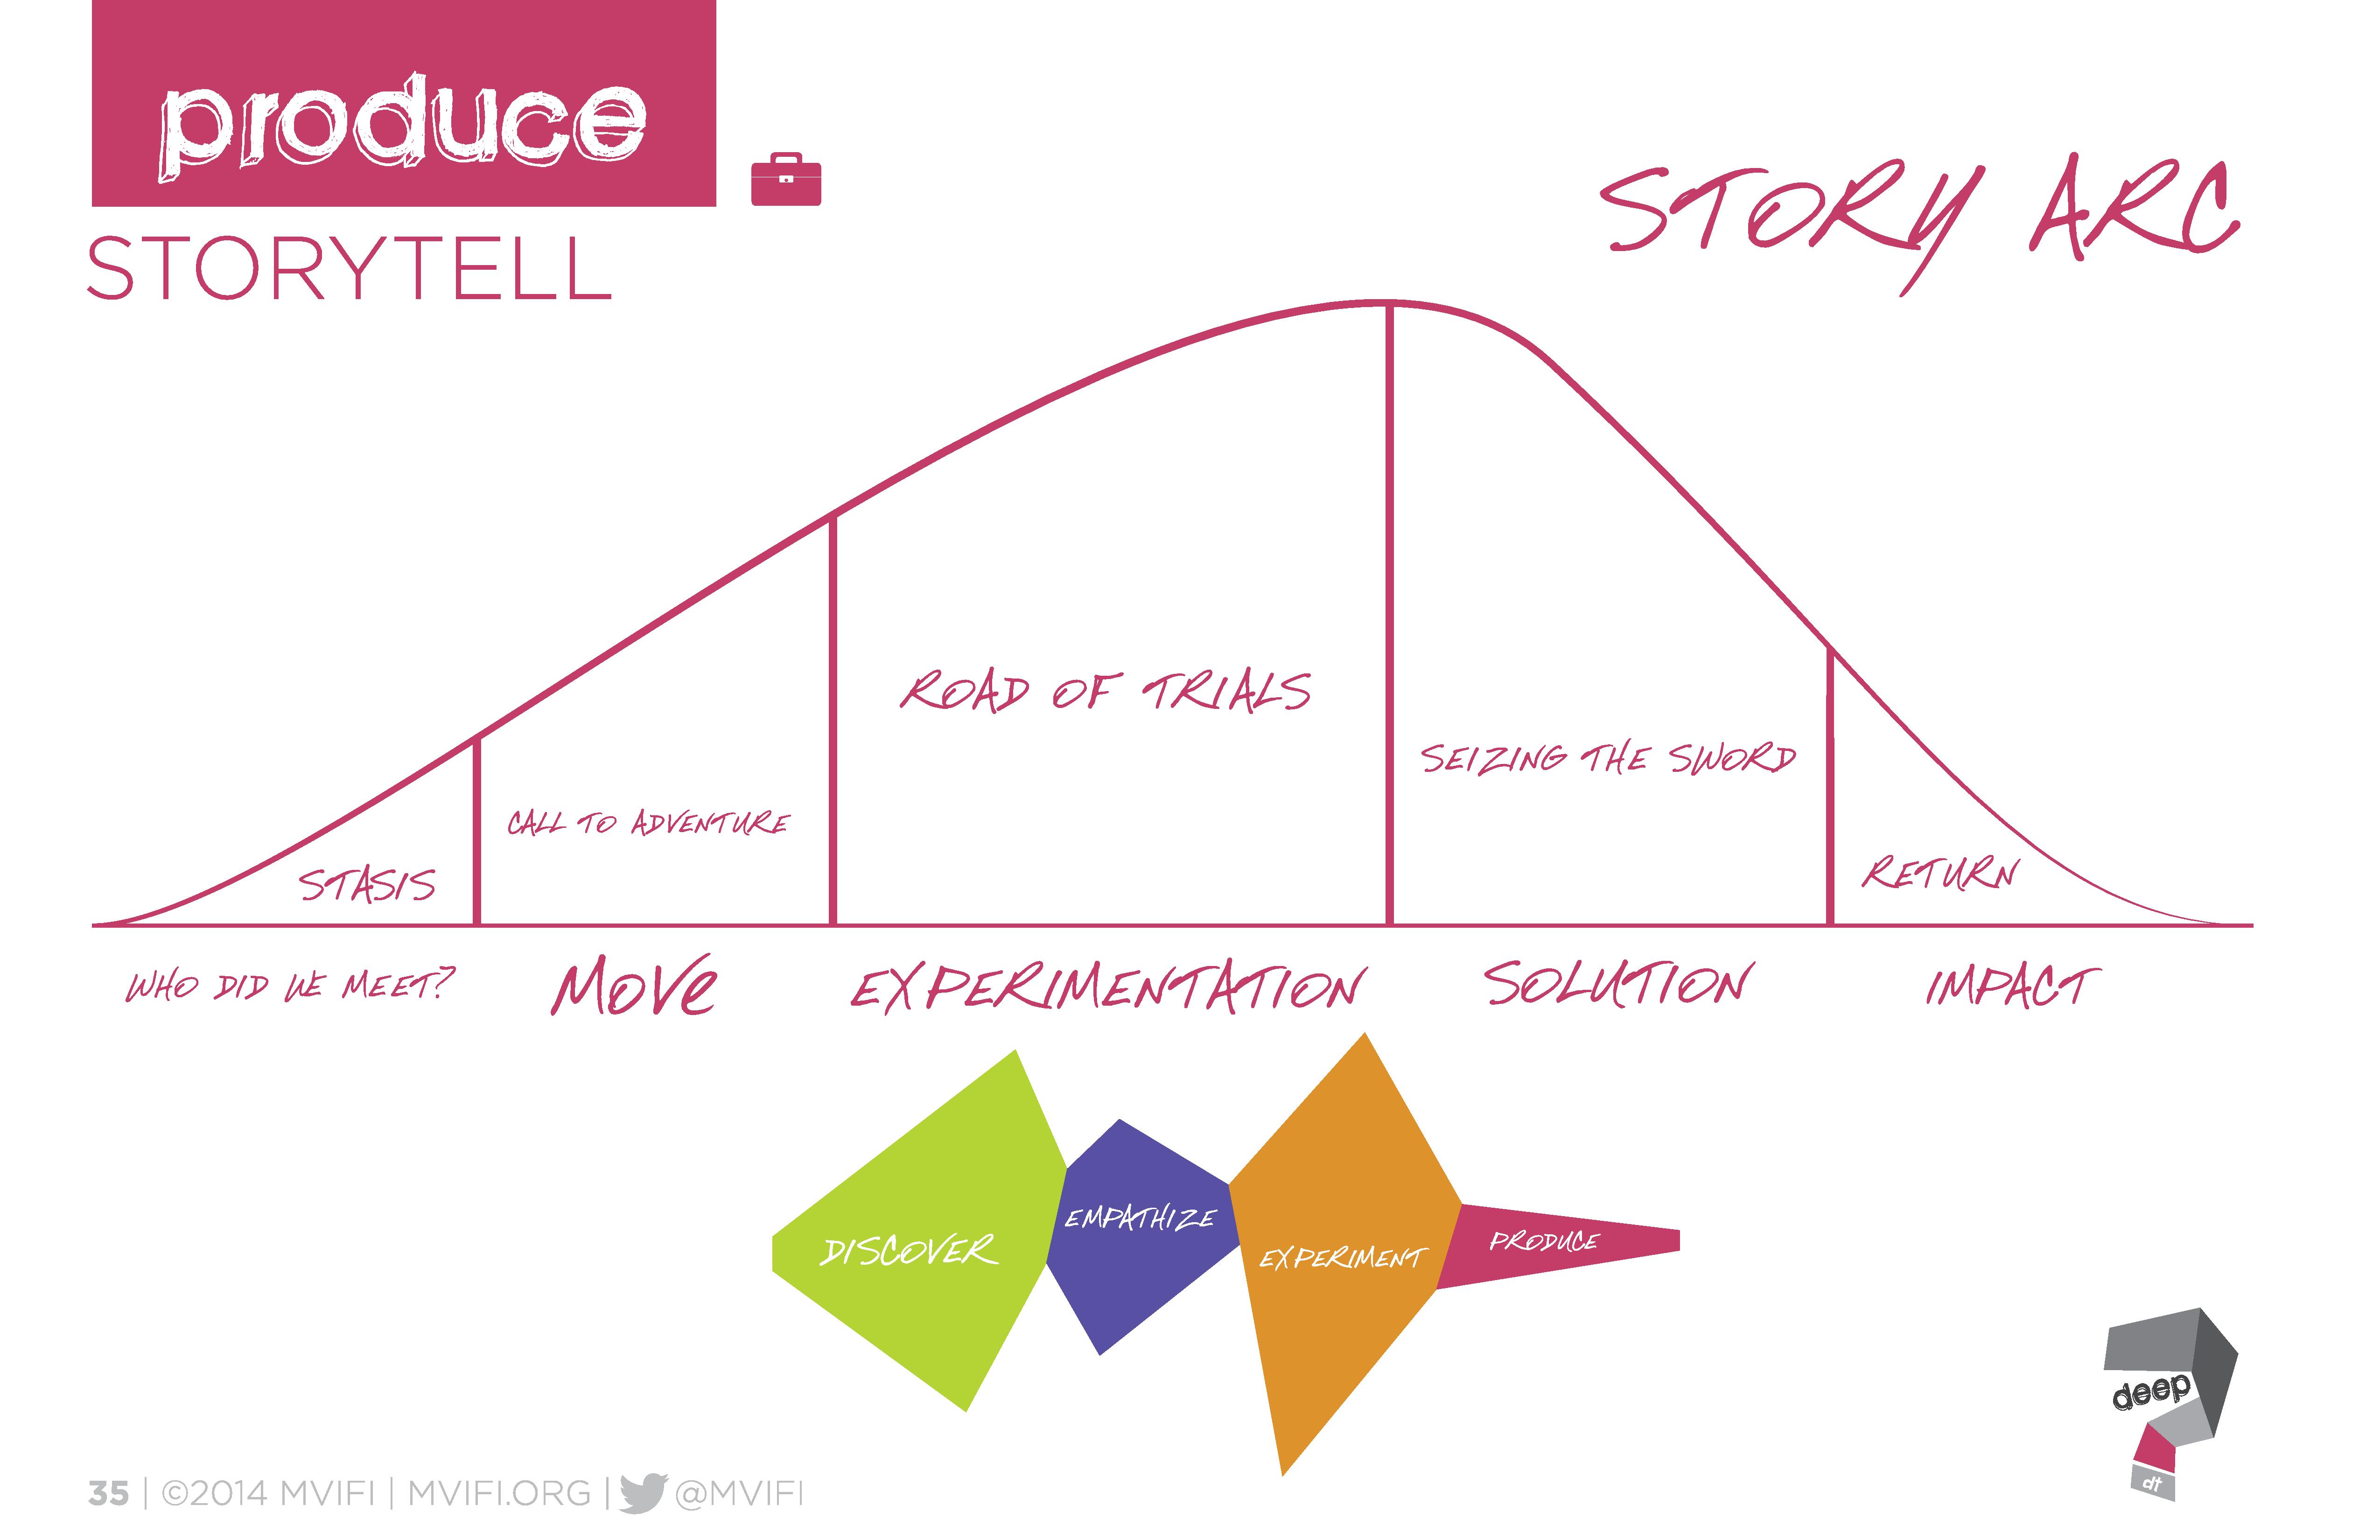 produce
STORYTELL
STORY ARC
ROAD OF TRIALS
SEIZING THE SWORD
CALL TO ADVENTURE
STASIS
RETURN
WHO DID WE MEET?
MOVE
EXPERIMENTATION
SOLUTION
IMPACT
DISCOVER
EMPATHIZE
EXPERIMENT
PRODUCE
deep
dt
35 | ©2014 MVIFI | MVIFI.ORG | @MVIFI